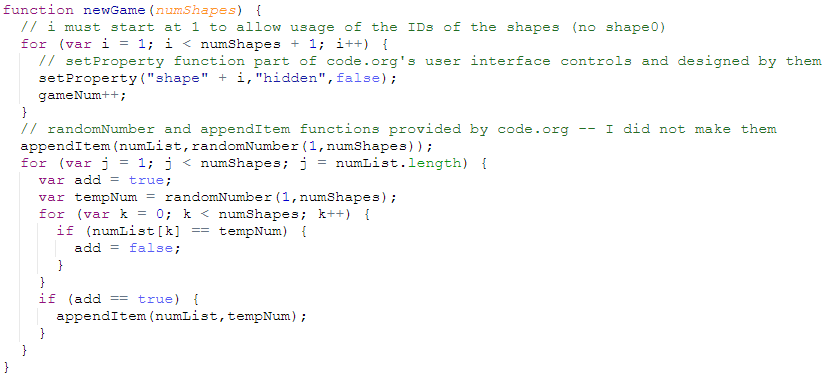 function newGame(numShapes) {
  // i must start at 1 to allow usage of the IDs of the shapes (no shape0)
  for (var i = 1; i < numShapes + 1; i++) {
    // setProperty function part of code.org's user interface controls and designed by them
    setProperty("shape" + i,"hidden",false);
    gameNum++;
  }
  // randomNumber and appendItem functions provided by code.org -- I did not make them
  appendItem(numList,randomNumber(1,numShapes));
  for (var j = 1; j < numShapes; j = numList.length) {
    var add = true;
    var tempNum = randomNumber(1,numShapes);
    for (var k = 0; k < numShapes; k++) {
      if (numList[k] == tempNum) {
        add = false;
      }
    }
    if (add == true) {
      appendItem(numList,tempNum);
    }
  }
}